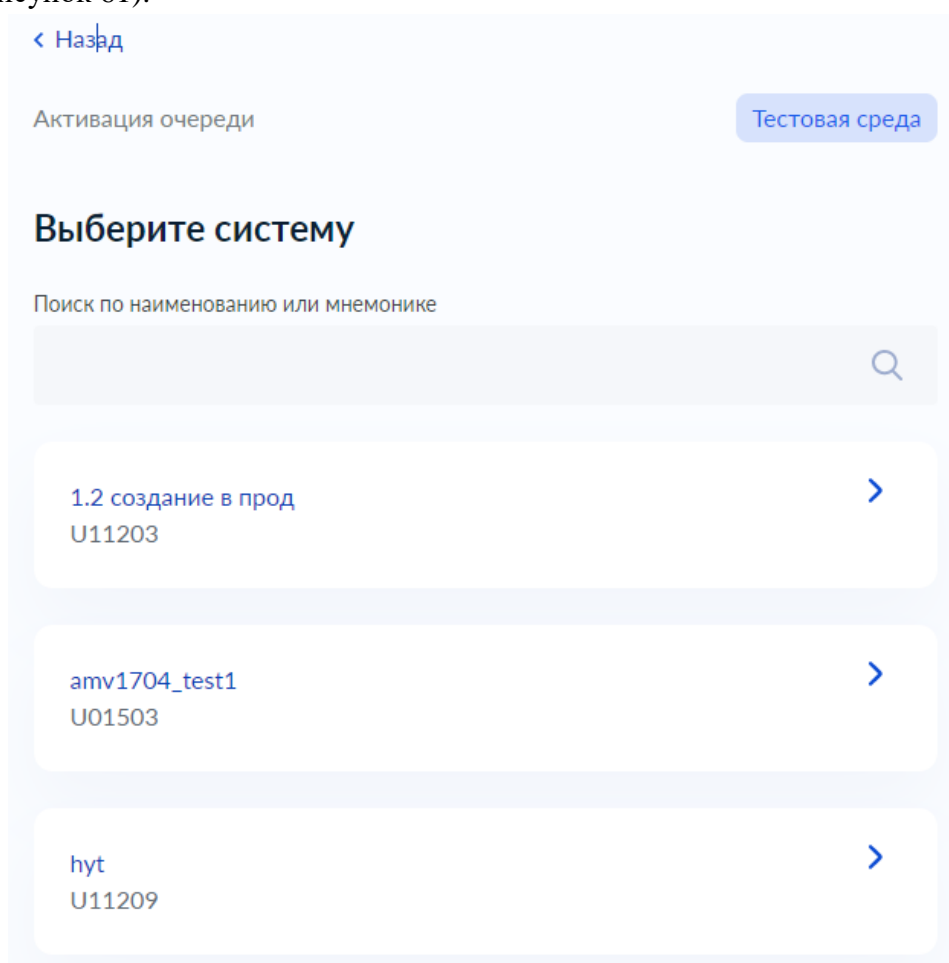 < Назад
Активация очереди
Тестовая среда
Выберите систему
Поиск по наименованию или мнемонике
1.2 создание в прод
U11203
amv1704_test1
U01503
hyt
U11209